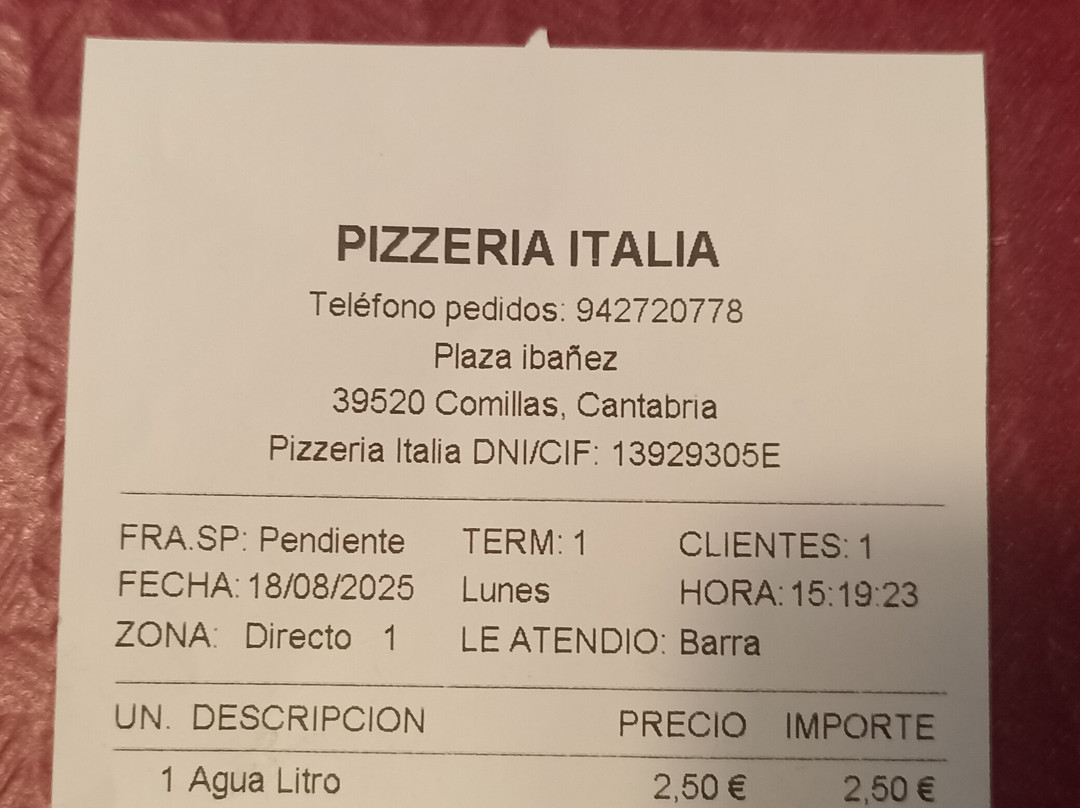 PIZZERIA ITALIA
Teléfono pedidos: 942720778
Plaza ibañez
39520 Comillas, Cantabria
Pizzeria Italia DNI/CIF: 13929305E
FRA.SP: Pendiente TERM: 1 CLIENTES: 1
FECHA: 18/08/2025 Lunes HORA: 15:19:23
ZONA: Directo 1 LE ATENDIO: Barra
UN. DESCRIPCION PRECIO IMPORTE
1 Agua Litro 2,50 € 2,50 €